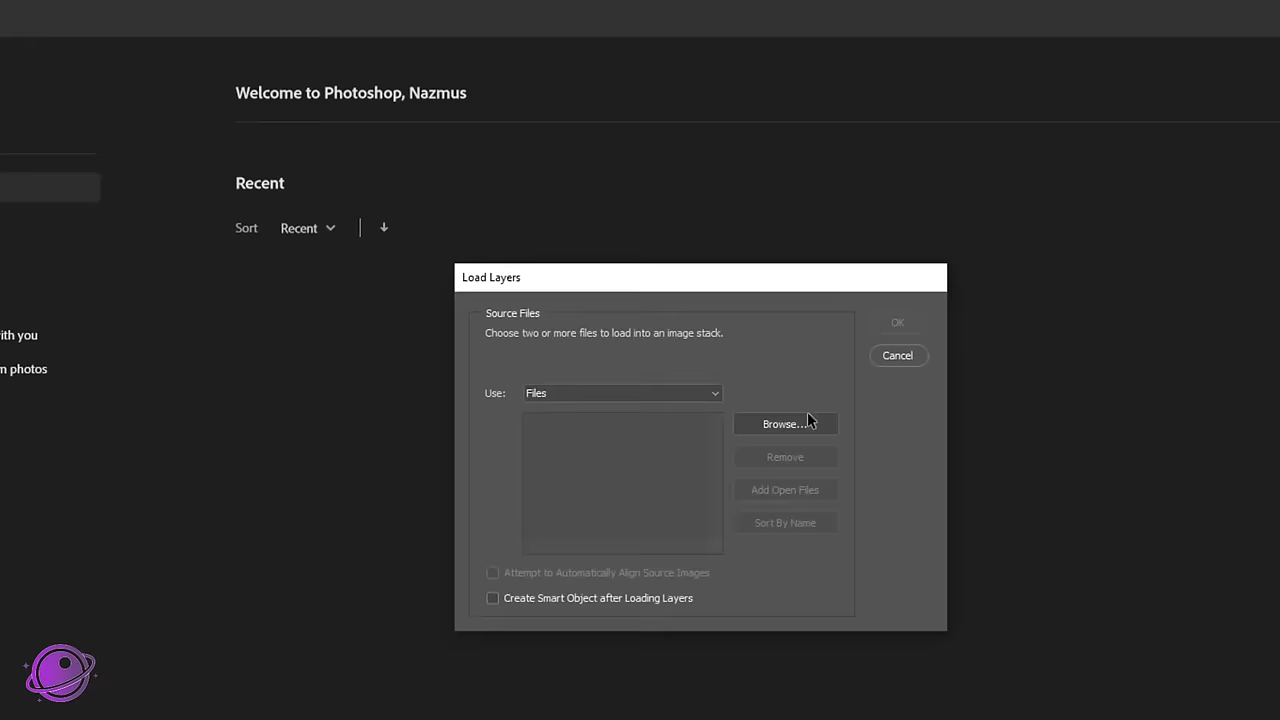 Welcome to Photoshop, Nazmus
Recent
Sort Recent
ith you
n photos
Load Layers
Source Files
Choose two or more files to load into an image stack.
OK
Cancel
Use: Files
Browse...
Remove
Add Open Files
Sort By Name
Attempt to Automatically Align Source Images
Create Smart Object after Loading Layers